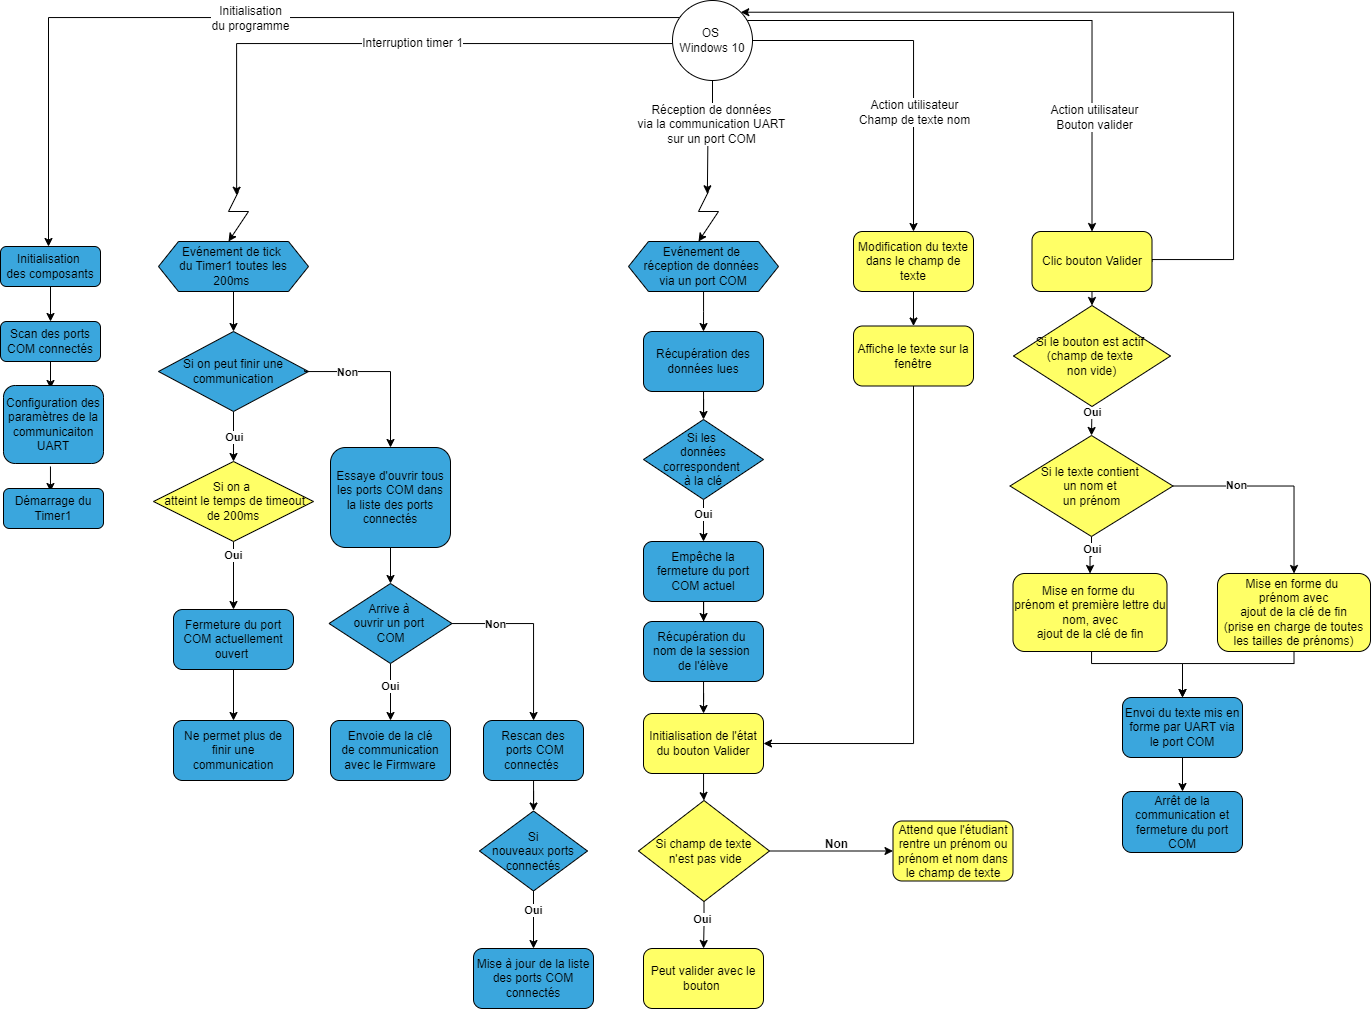 Initialisation
du programme
Interruption timer 1
OS
Windows 10
Réception de données
via la communication UART
sur un port COM
Action utilisateur
Champ de texte nom
Action utilisateur
Bouton valider
Initialisation
des composants
Scan des ports
COM connectés
Configuration des
paramètres de la
communicaiton
UART
Démarrage du
Timer1
Evènement de tick
du Timer1 toutes les
200ms
Si on peut finir une
communication
Non
Oui
Si on a
atteint le temps de timeout
de 200ms
Oui
Fermeture du port
COM actuellement
ouvert
Ne permet plus de
finir une
communication
Essaye d'ouvrir tous
les ports COM dans
la liste des ports
connectés
Arrive à
ouvrir un port
COM
Non
Oui
Envoie de la clé
de communication
avec le Firmware
Rescan des
ports COM
connectés
Si
nouveaux ports
connectés
Oui
Mise à jour de la liste
des ports COM
connectés
Evénement de
réception de données
via un port COM
Récupération des
données lues
Si les
données
correspondent
à la clé
Oui
Empêche la
fermeture du port
COM actuel
Récupération du
nom de la session
de l'élève
Initialisation de l'état
du bouton Valider
Si champ de texte
n'est pas vide
Non
Oui
Peut valider avec le
bouton
Attend que l'étudiant
rentre un prénom ou
prénom et nom dans
le champ de texte
Modification du texte
dans le champ de
texte
Affiche le texte sur la
fenêtre
Clic bouton Valider
Si le bouton est actif
(champ de texte
non vide)
Oui
Si le texte contient
un nom et
un prénom
Non
Oui
Mise en forme du
prénom et première lettre du
nom, avec
ajout de la clé de fin
Mise en forme du
prénom avec
ajout de la clé de fin
(prise en charge de toutes
les tailles de prénoms)
Envoi du texte mis en
forme par UART via
le port COM
Arrêt de la
communication et
fermeture du port
COM